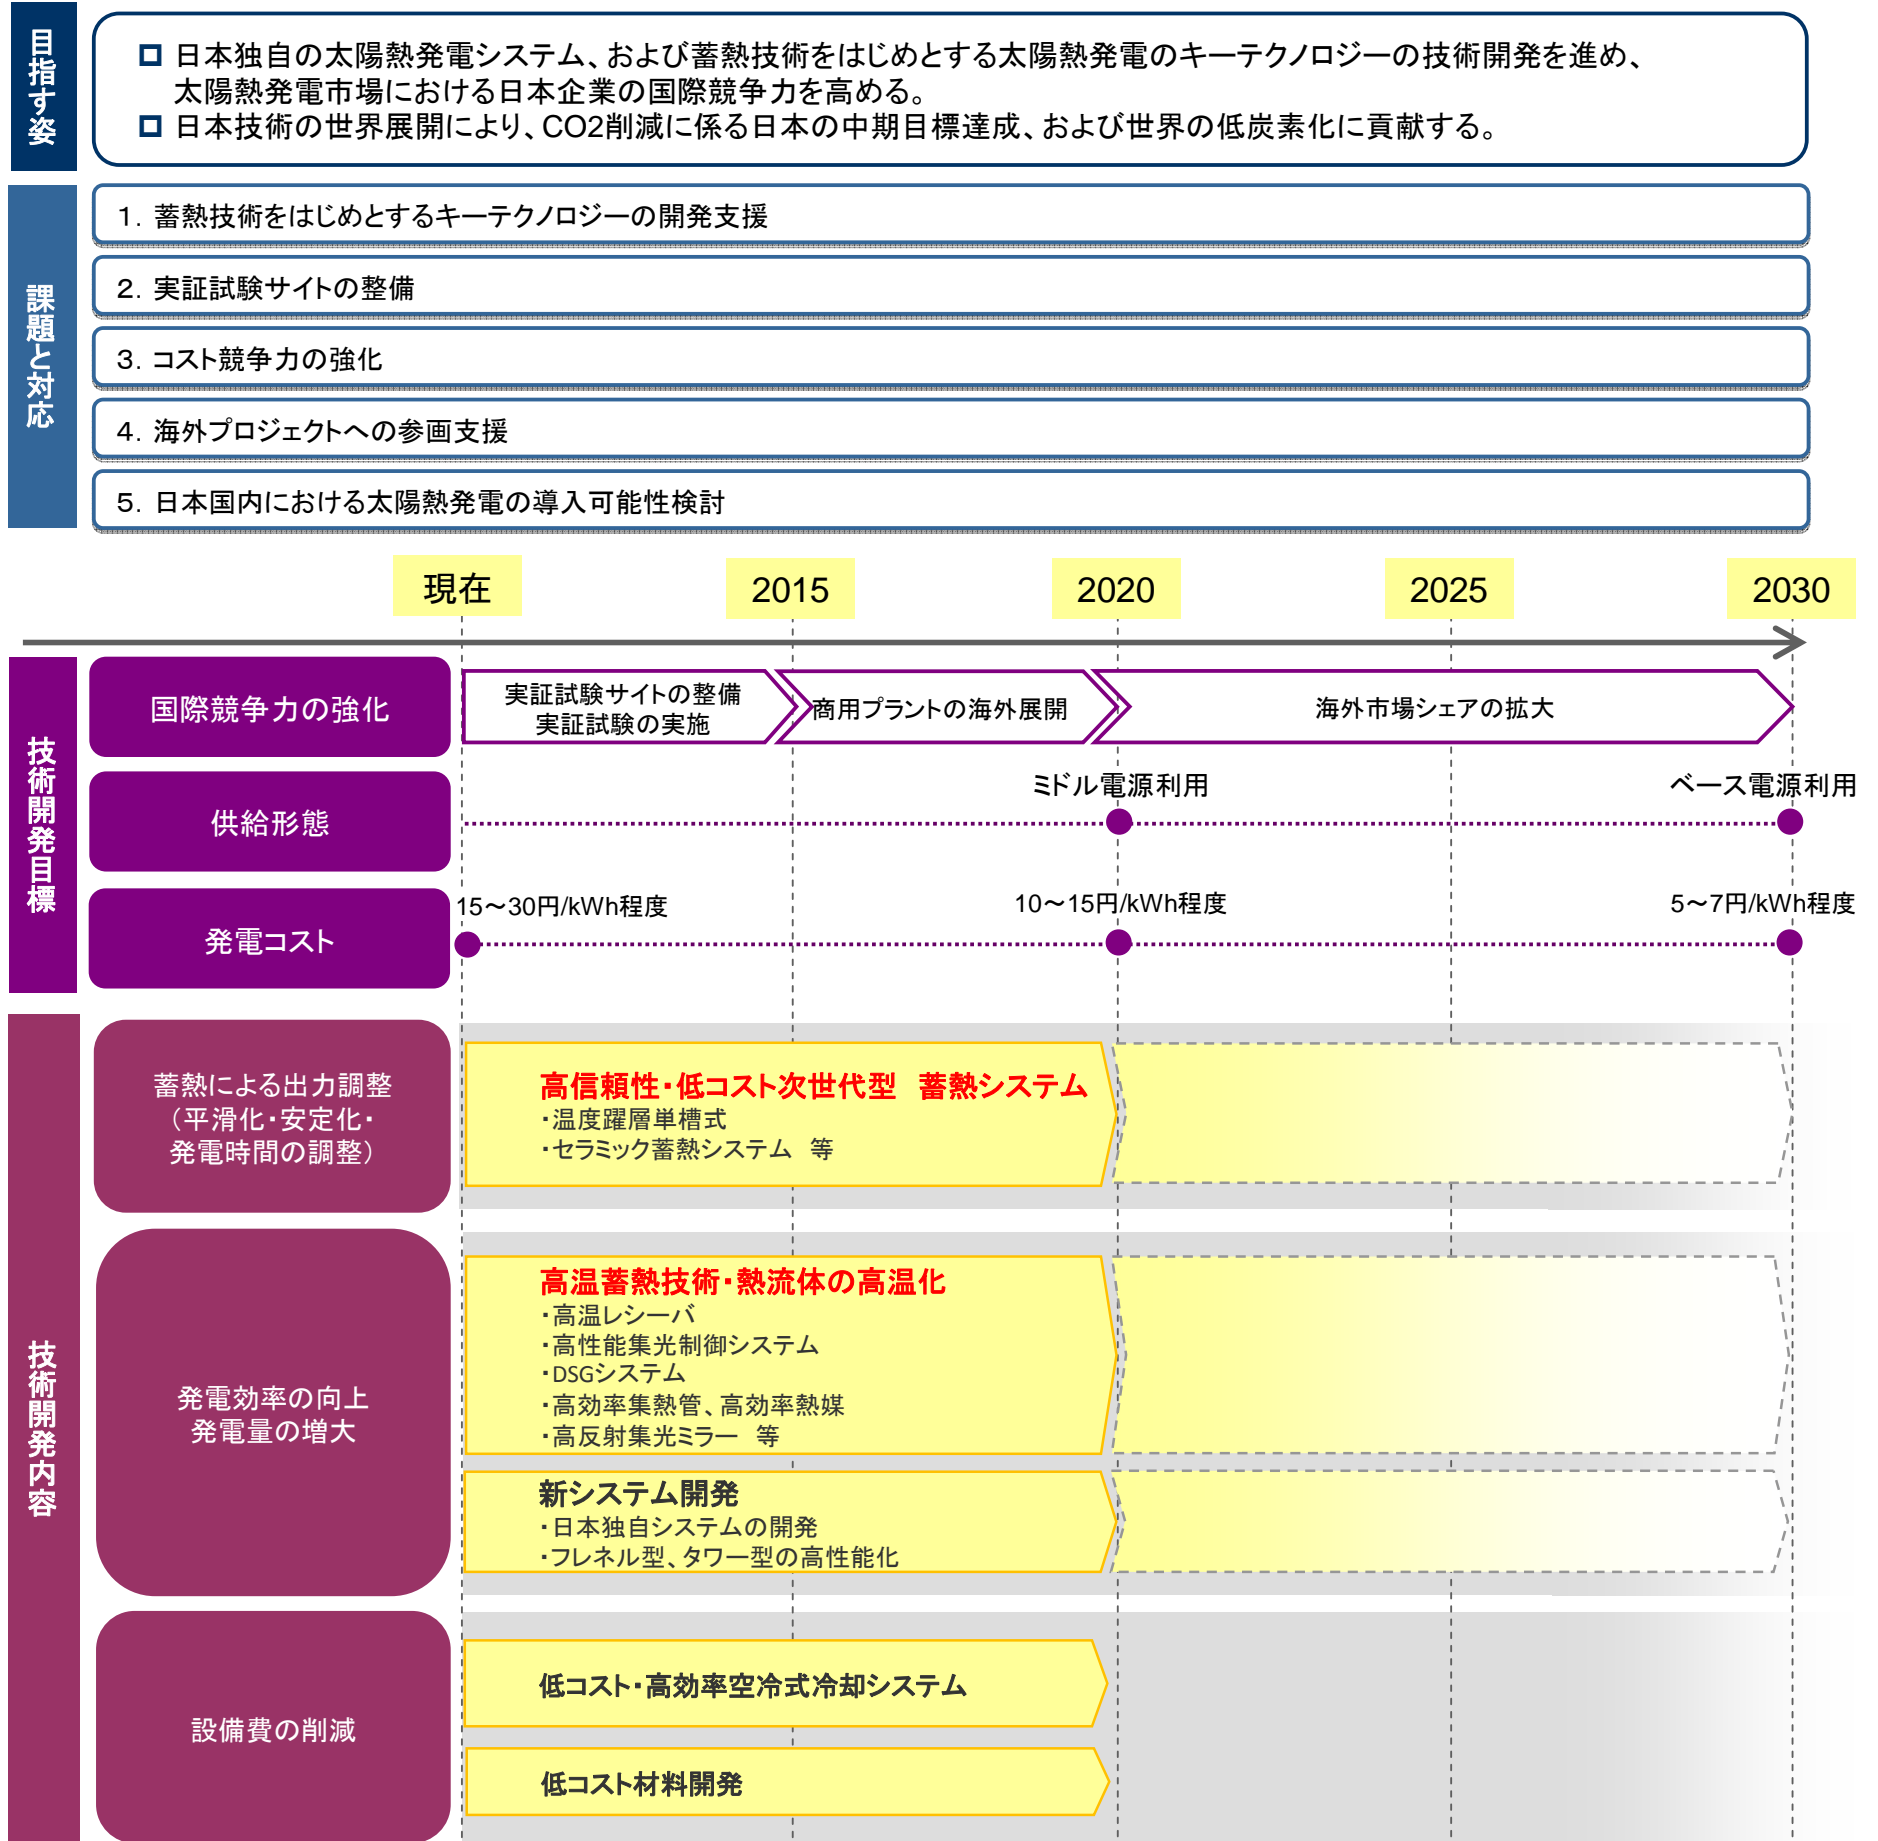 目指す姿
日本独自の太陽熱発電システム、および蓄熱技術をはじめとする太陽熱発電のキーテクノロジーの技術開発を進め、
太陽熱発電市場における日本企業の国際競争力を高める。
日本技術の世界展開により、CO2削減に係る日本の中期目標達成、および世界の低炭素化に貢献する。
課題と対応
1. 蓄熱技術をはじめとするキーテクノロジーの開発支援
2. 実証試験サイトの整備
3. コスト競争力の強化
4. 海外プロジェクトへの参画支援
5. 日本国内における太陽熱発電の導入可能性検討
現在 2015 2020 2025 2030
技術開発目標
国際競争力の強化
実証試験サイトの整備
実証試験の実施
商用プラントの海外展開
海外市場シェアの拡大
供給形態
ミドル電源利用
ベース電源利用
発電コスト
15～30円/kWh程度
10～15円/kWh程度
5～7円/kWh程度
技術開発内容
蓄熱による出力調整
（平滑化・安定化・
発電時間の調整）
高信頼性・低コスト次世代型　蓄熱システム
・温度躍層単槽式
・セラミック蓄熱システム　等
発電効率の向上
発電量の増大
高温蓄熱技術・熱流体の高温化
・高温レシーバ
・高性能集光制御システム
・DSGシステム
・高効率集熱管、高効率熱媒
・高反射集光ミラー　等
新システム開発
・日本独自システムの開発
・フレネル型、タワー型の高性能化
設備費の削減
低コスト・高効率空冷式冷却システム
低コスト材料開発